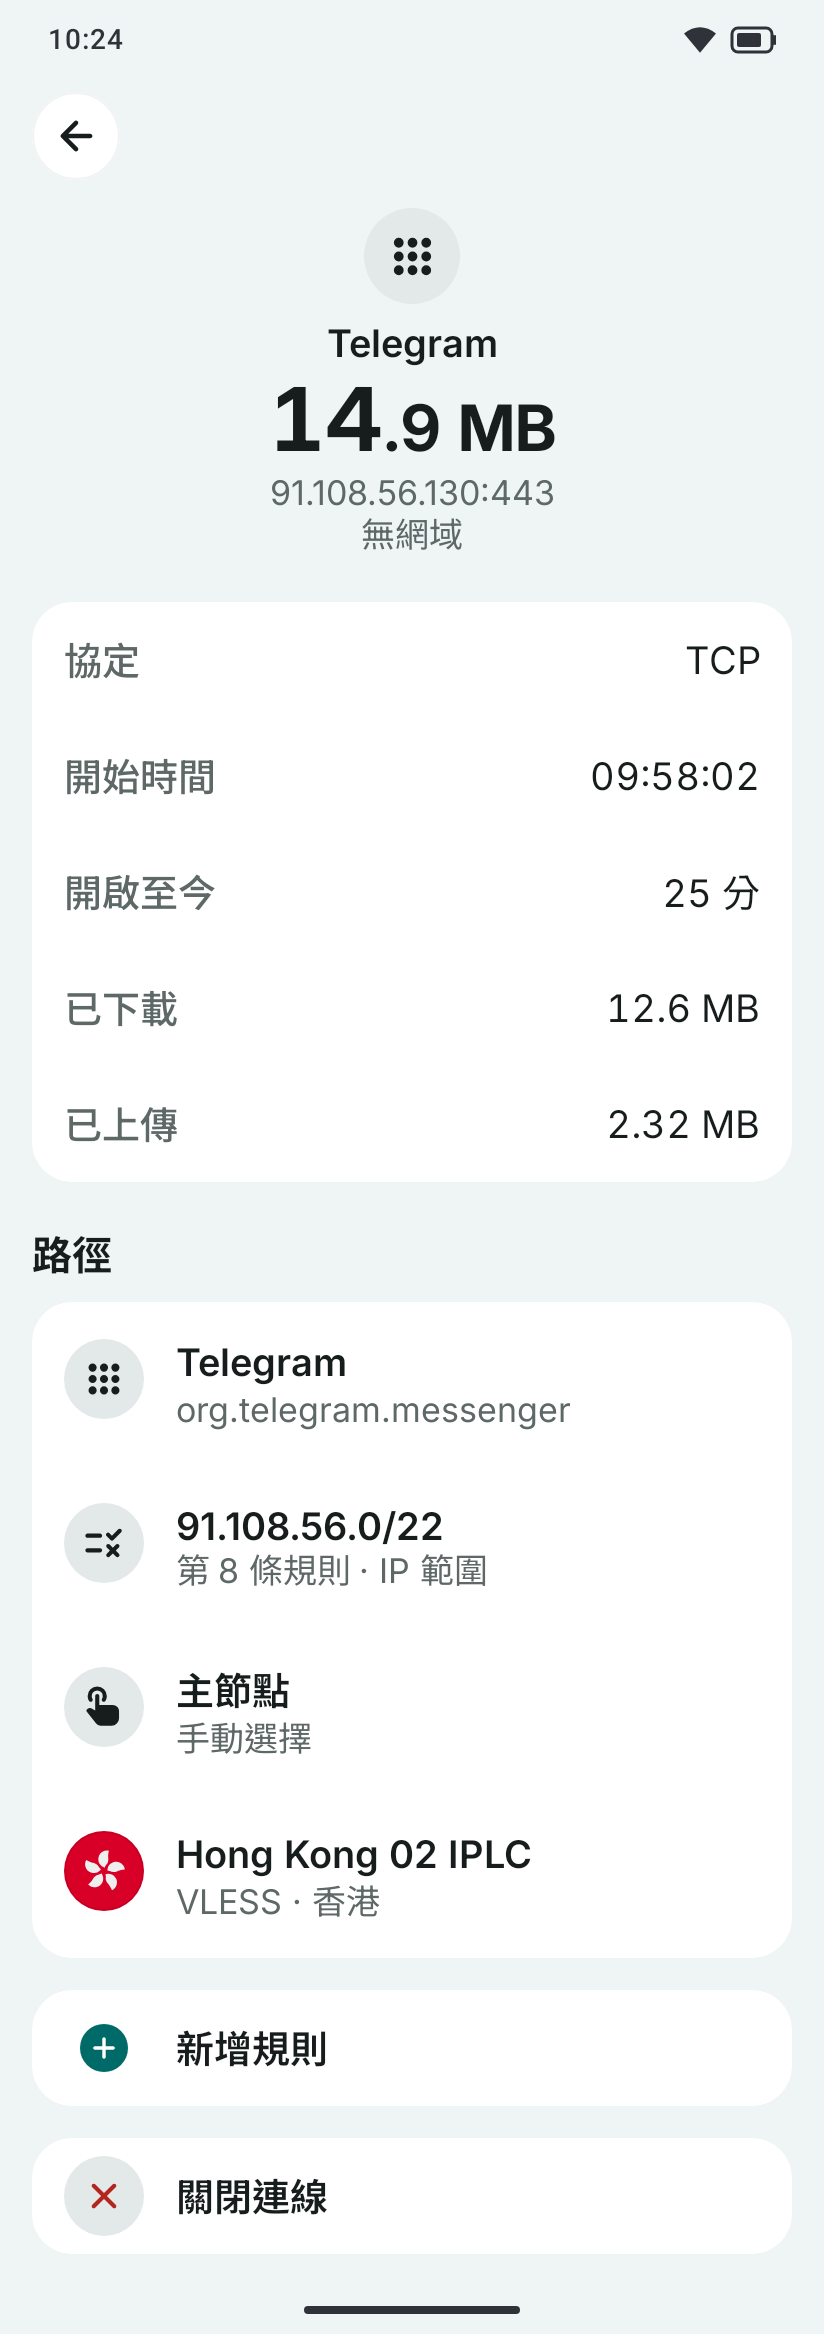 10:24
Telegram
14.9 MB
91.108.56.130:443
無網域
協定
TCP
開始時間
09:58:02
開啟至今
25 分
已下載
12.6 MB
已上傳
2.32 MB
路徑
Telegram
org.telegram.messenger
91.108.56.0/22
第 8 條規則 · IP 範圍
主節點
手動選擇
Hong Kong 02 IPLC
VLESS · 香港
新增規則
關閉連線